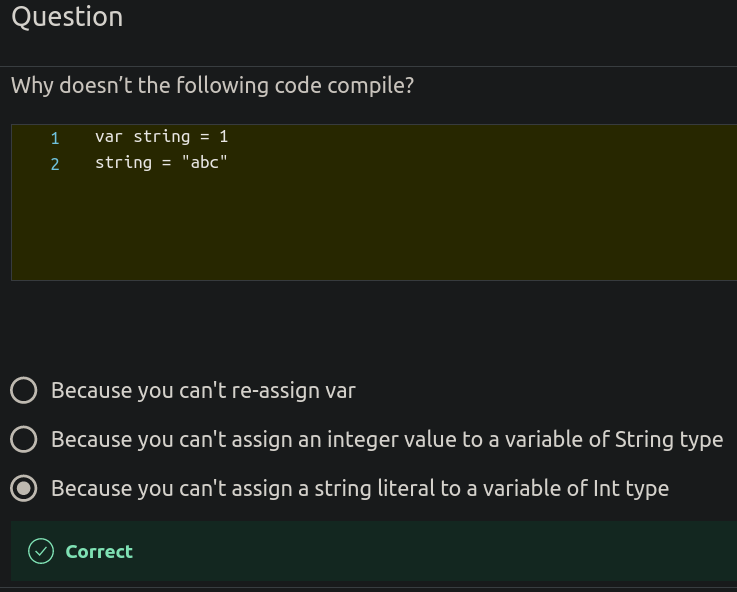 Question
Why doesn’t the following code compile?
1 var string = 1
2 string = "abc"
Because you can't re-assign var
Because you can't assign an integer value to a variable of String type
Because you can't assign a string literal to a variable of Int type
Correct